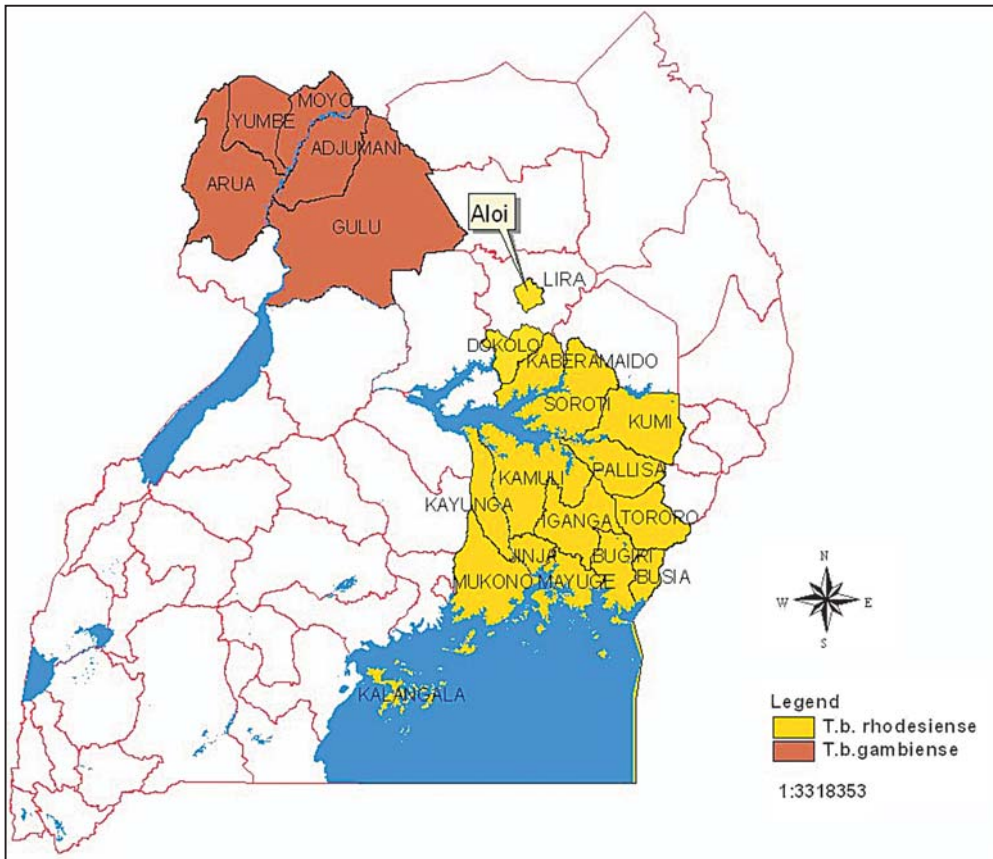 MOYO
YUMBE
ADJUMANI
ARUA
GULU
Aloi
LIRA
DOKOLO
KABERAMAIDO
SOROTI
KUMI
PALLISA
KAMULI
KAYUNGA
IGANGA
TORORO
JINJA
BUGIRI
BUSIA
MUKONO
MAYUGE
KALANGALA
N
W
E
S
Legend
T.b. rhodesiense
T.b.gambiense
1:3318353